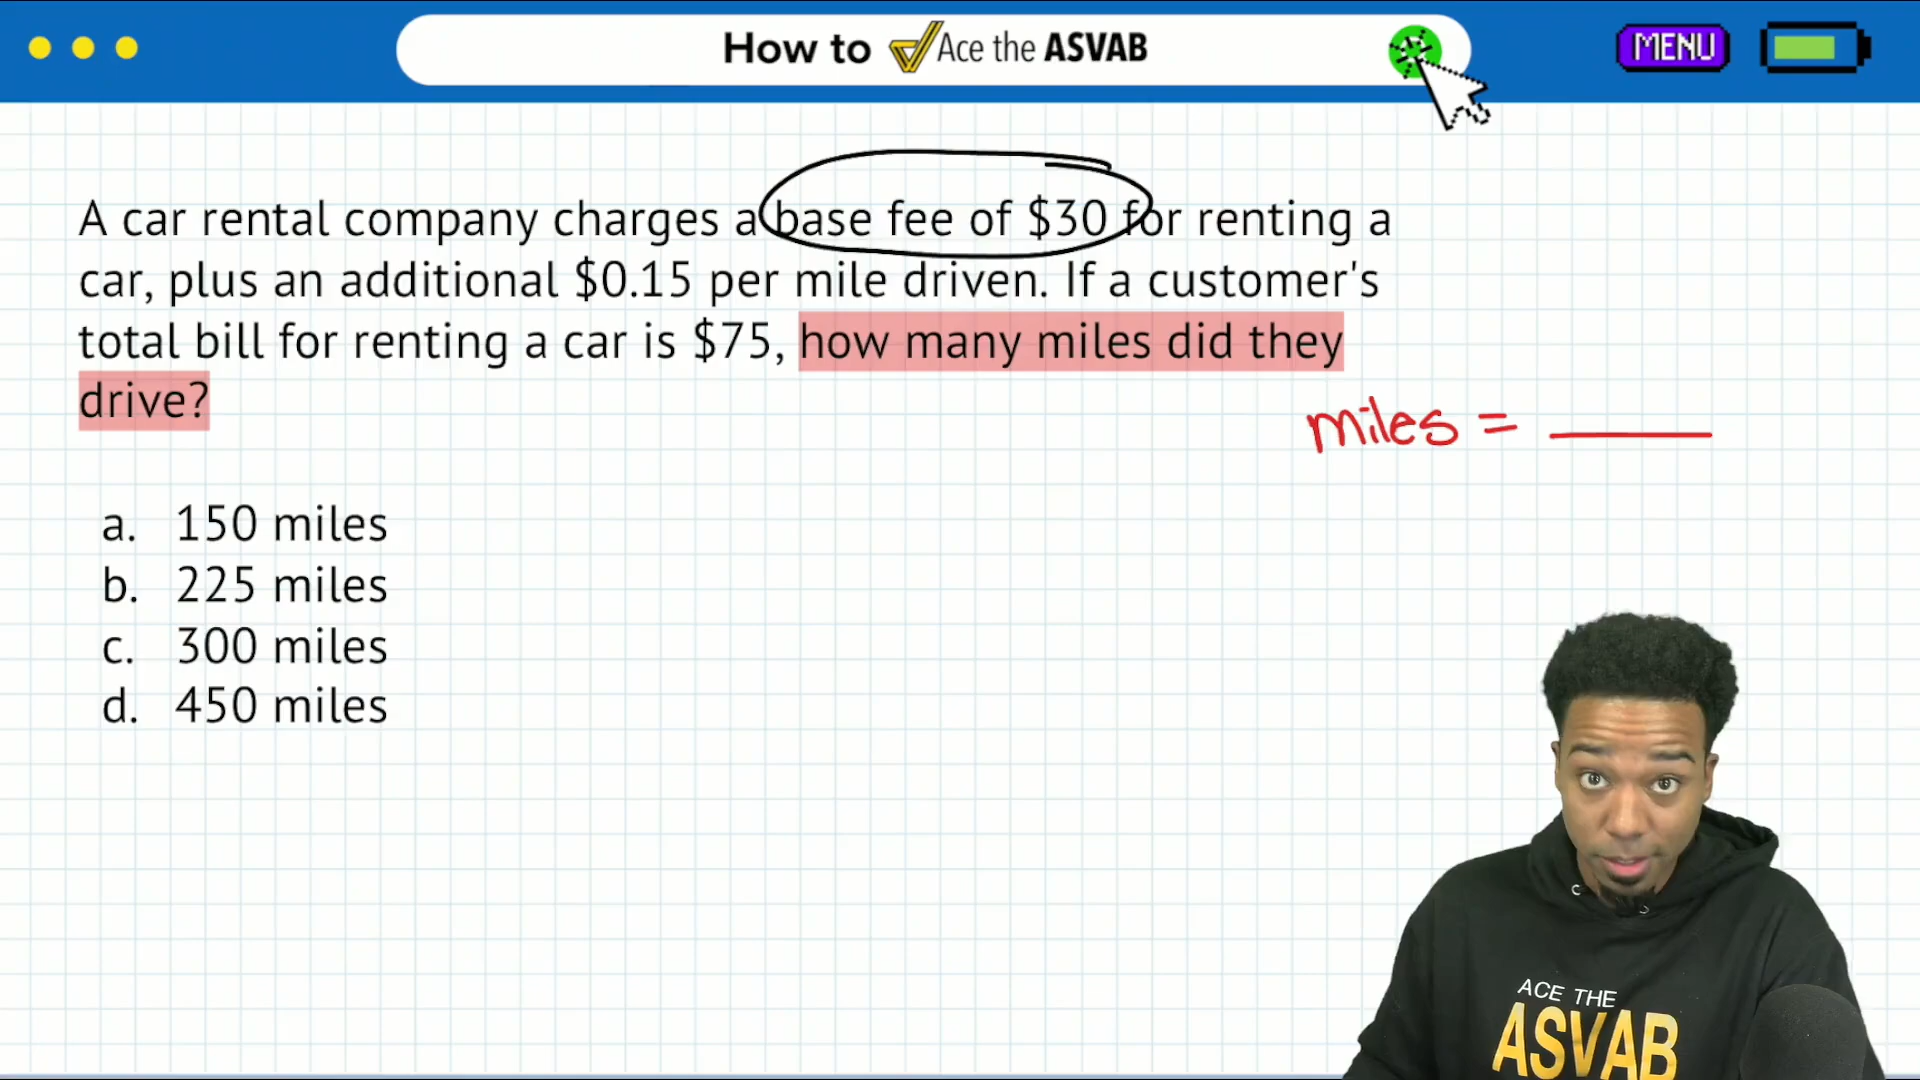 How to Ace the ASVAB
MENU
A car rental company charges a base fee of $30 for renting a
car, plus an additional $0.15 per mile driven. If a customer's
total bill for renting a car is $75, how many miles did they
drive?
miles = ____
a. 150 miles
b. 225 miles
c. 300 miles
d. 450 miles
ACE THE
ASVAB